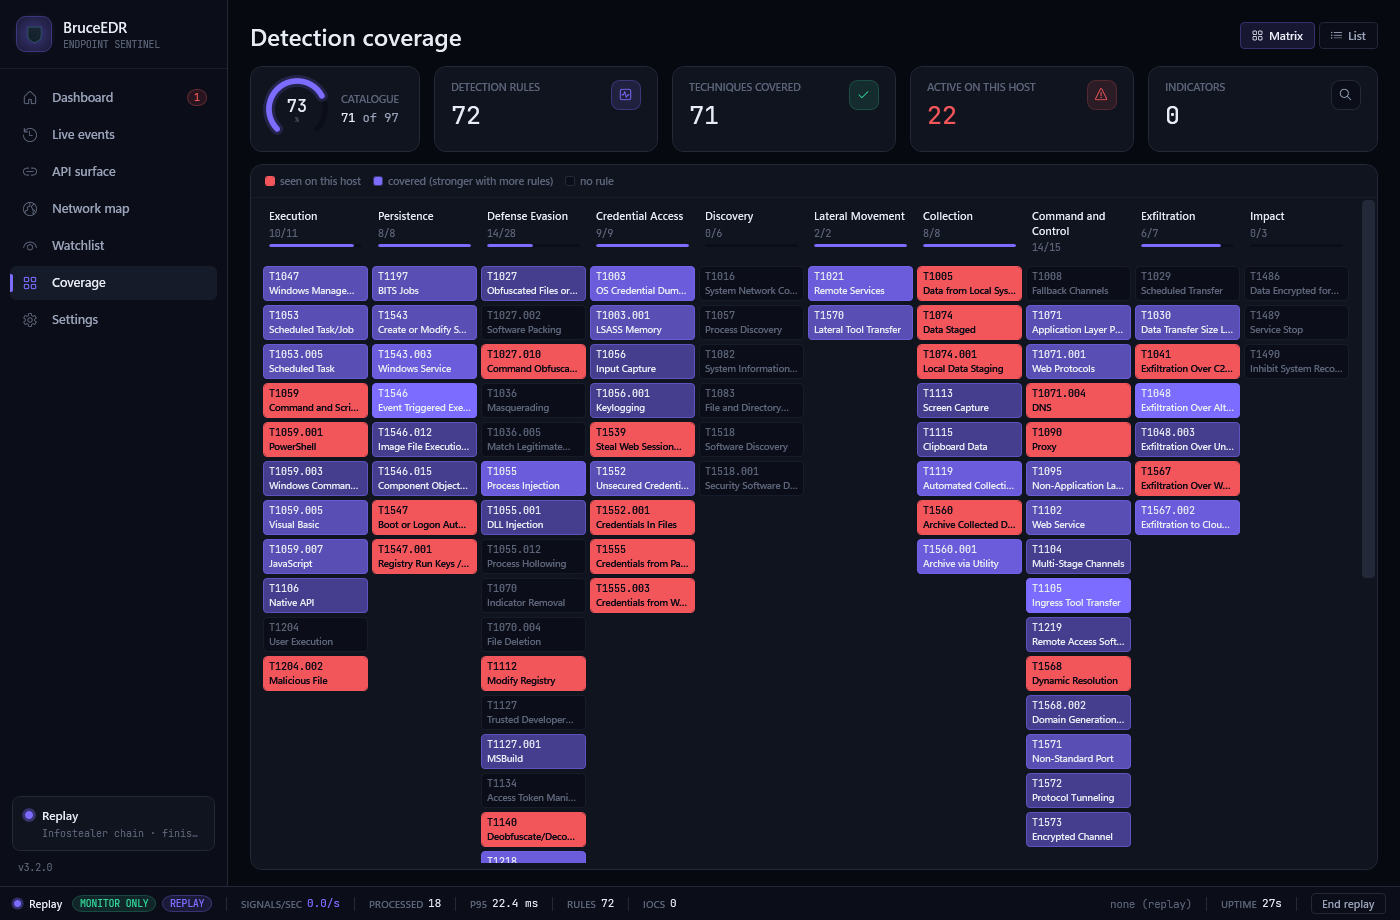 BruceEDR
ENDPOINT SENTINEL
Dashboard
1
Live events
API surface
Network map
Watchlist
Coverage
Settings
Replay
Infostealer chain · finis…
v3.2.0
Detection coverage
Matrix
List
73
%
CATALOGUE
71 of 97
DETECTION RULES
72
TECHNIQUES COVERED
71
ACTIVE ON THIS HOST
22
INDICATORS
0
seen on this host
covered (stronger with more rules)
no rule
Execution
10/11
T1047
Windows Manage...
T1053
Scheduled Task/Job
T1053.005
Scheduled Task
T1059
Command and Scri...
T1059.001
PowerShell
T1059.003
Windows Comman...
T1059.005
Visual Basic
T1059.007
JavaScript
T1106
Native API
T1204
User Execution
T1204.002
Malicious File
Persistence
8/8
T1197
BITS Jobs
T1543
Create or Modify S...
T1543.003
Windows Service
T1546
Event Triggered Exe...
T1546.012
Image File Executio...
T1546.015
Component Object...
T1547
Boot or Logon Aut...
T1547.001
Registry Run Keys /...
Defense Evasion
14/28
T1027
Obfuscated Files or...
T1027.002
Software Packing
T1027.010
Command Obfusca...
T1036
Masquerading
T1036.005
Match Legitimate...
T1055
Process Injection
T1055.001
DLL Injection
T1055.012
Process Hollowing
T1070
Indicator Removal
T1070.004
File Deletion
T1112
Modify Registry
T1127
Trusted Developer...
T1127.001
MSBuild
T1134
Access Token Mani...
T1140
Deobfuscate/Deco...
T1218
Credential Access
9/9
T1003
OS Credential Dum...
T1003.001
LSASS Memory
T1056
Input Capture
T1056.001
Keylogging
T1539
Steal Web Session...
T1552
Unsecured Credenti...
T1552.001
Credentials In Files
T1555
Credentials from Pa...
T1555.003
Credentials from W...
Discovery
0/6
T1016
System Network Co...
T1057
Process Discovery
T1082
System Information...
T1083
File and Directory...
T1518
Software Discovery
T1518.001
Security Software D...
Lateral Movement
2/2
T1021
Remote Services
T1570
Lateral Tool Transfer
Collection
8/8
T1005
Data from Local Sys...
T1074
Data Staged
T1074.001
Local Data Staging
T1113
Screen Capture
T1115
Clipboard Data
T1119
Automated Collecti...
T1560
Archive Collected D...
T1560.001
Archive via Utility
Command and
Control
14/15
T1008
Fallback Channels
T1071
Application Layer P...
T1071.001
Web Protocols
T1071.004
DNS
T1090
Proxy
T1095
Non-Application La...
T1102
Web Service
T1104
Multi-Stage Channels
T1105
Ingress Tool Transfer
T1219
Remote Access Soft...
T1568
Dynamic Resolution
T1568.002
Domain Generation...
T1571
Non-Standard Port
T1572
Protocol Tunneling
T1573
Encrypted Channel
Exfiltration
6/7
T1029
Scheduled Transfer
T1030
Data Transfer Size L...
T1041
Exfiltration Over C2...
T1048
Exfiltration Over Alt...
T1048.003
Exfiltration Over Un...
T1567
Exfiltration Over W...
T1567.002
Exfiltration to Clou...
Impact
0/3
T1486
Data Encrypted for...
T1489
Service Stop
T1490
Inhibit System Reco...
Replay
MONITOR ONLY
REPLAY
SIGNALS/SEC 0.0/s
PROCESSED 18
P95 22.4 ms
RULES 72
IOCS 0
none (replay)
UPTIME 27s
End replay